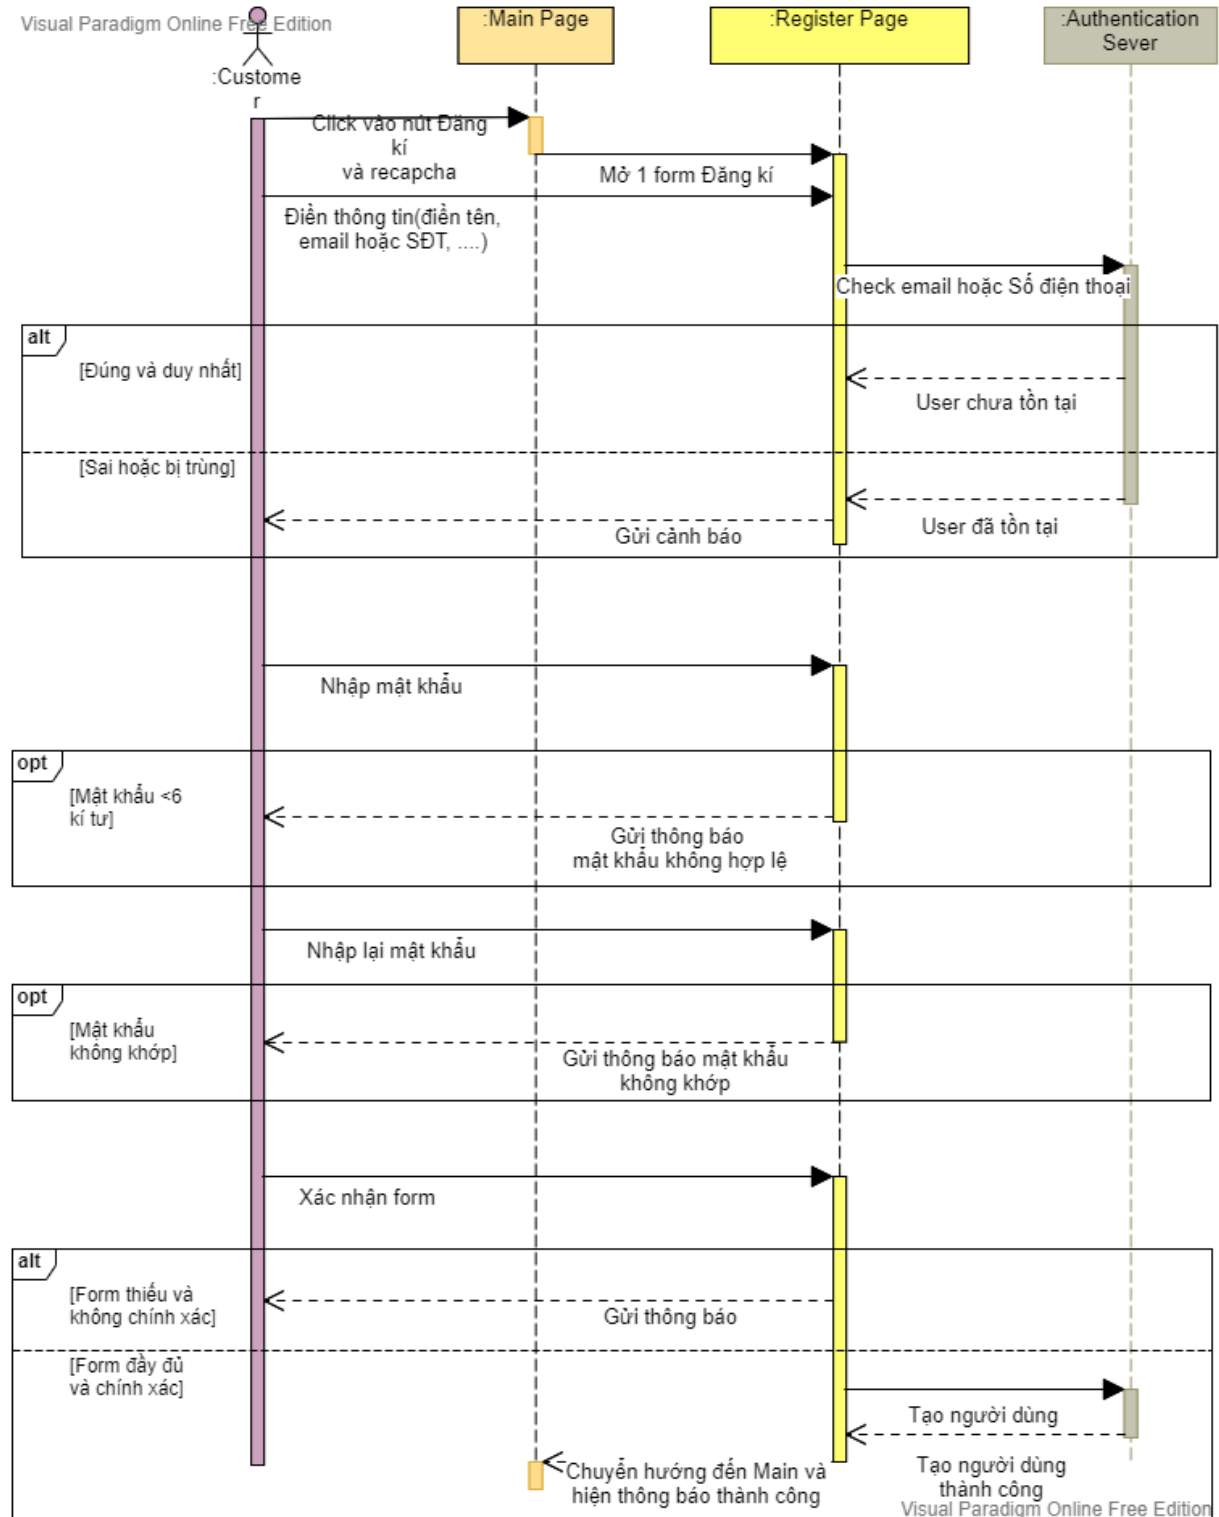 Visual Paradigm Online Free Edition
:Custome
r
:Main Page
:Register Page
:Authentication
Sever
Click vào nút Đăng
kí
và recapcha
Mở 1 form Đăng kí
Điền thông tin(điền tên,
email hoặc SĐT, ....)
Check email hoặc Số điện thoại
alt
[Đúng và duy nhất]
User chưa tồn tại
[Sai hoặc bị trùng]
User đã tồn tại
Gửi cảnh báo
Nhập mật khẩu
opt
[Mật khẩu <6
kí tư]
Gửi thông báo
mật khẩu không hợp lệ
Nhập lại mật khẩu
opt
[Mật khẩu
không khớp]
Gửi thông báo mật khẩu
không khớp
Xác nhận form
alt
[Form thiếu và
không chính xác]
Gửi thông báo
[Form đầy đủ
và chính xác]
Tạo người dùng
Tạo người dùng
thành công
Chuyển hướng đến Main và
hiện thông báo thành công
Visual Paradigm Online Free Edition